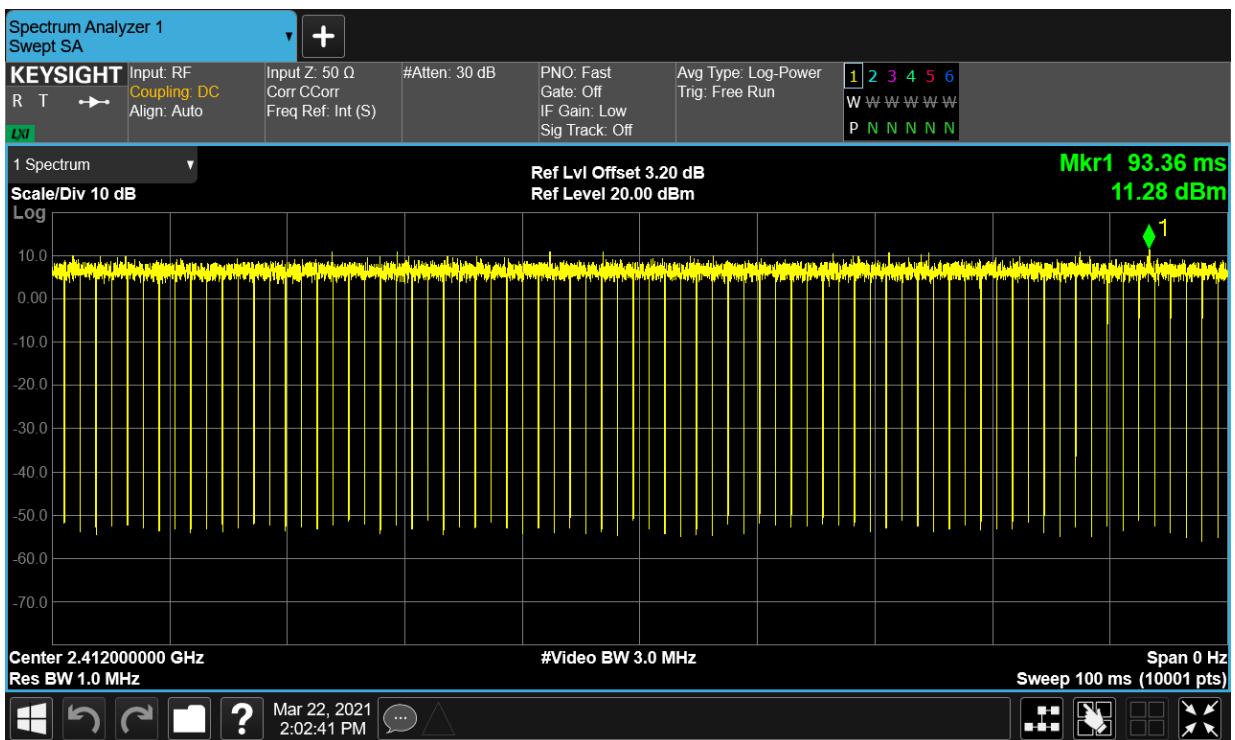 Spectrum Analyzer 1
Swept SA
+
KEYSIGHT
R T
LXI
Input: RF
Coupling: DC
Align: Auto
Input Z: 50 Ω
Corr CCorr
Freq Ref: Int (S)
#Atten: 30 dB
PNO: Fast
Gate: Off
IF Gain: Low
Sig Track: Off
Avg Type: Log-Power
Trig: Free Run
1 2 3 4 5 6
W W W W W W
P N N N N N
1 Spectrum
Scale/Div 10 dB
Ref Lvl Offset 3.20 dB
Ref Level 20.00 dBm
Mkr1 93.36 ms
11.28 dBm
Log
1
10.0
0.00
-10.0
-20.0
-30.0
-40.0
-50.0
-60.0
-70.0
Center 2.412000000 GHz
Res BW 1.0 MHz
#Video BW 3.0 MHz
Span 0 Hz
Sweep 100 ms (10001 pts)
?
Mar 22, 2021
2:02:41 PM